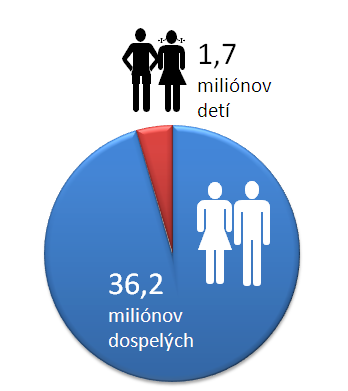 1,7
miliónov
detí
36,2
miliónov
dospelých